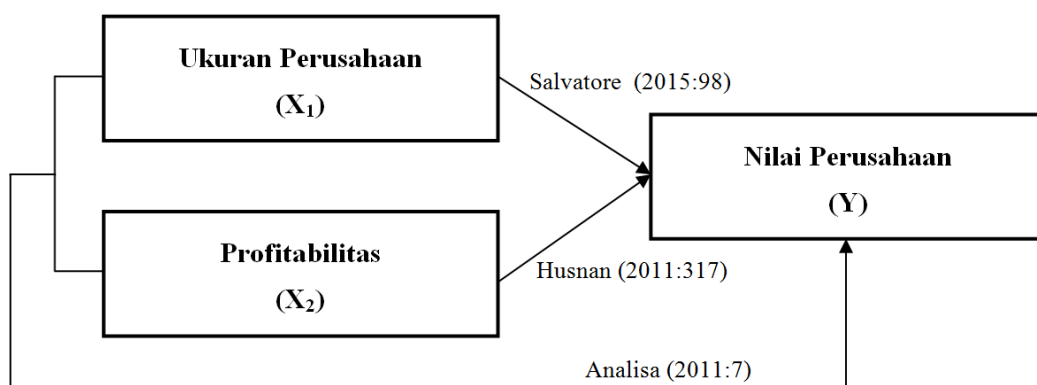 Ukuran Perusahaan
(X₁)
Salvatore (2015:98)
Nilai Perusahaan
(Y)
Profitabilitas
(X₂)
Husnan (2011:317)
Analisa (2011:7)